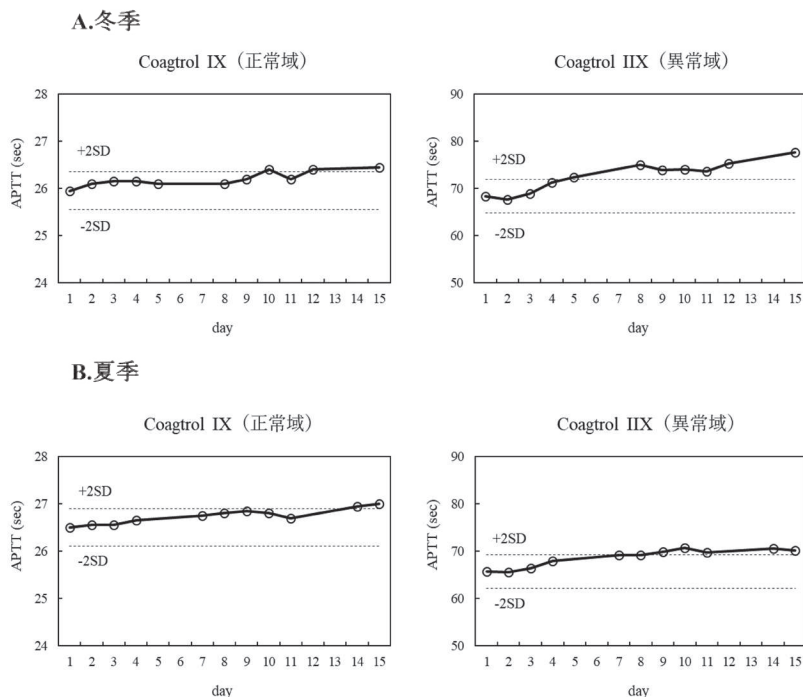 A.冬季
Coagtrol IX（正常域）
28
27
26
25
24
APTT (sec)
+2SD
-2SD
1 2 3 4 5 6 7 8 9 10 11 12 13 14 15
day
Coagtrol IIX（異常域）
90
80
70
60
50
APTT (sec)
+2SD
-2SD
1 2 3 4 5 6 7 8 9 10 11 12 13 14 15
day
B.夏季
Coagtrol IX（正常域）
28
27
26
25
24
APTT (sec)
+2SD
-2SD
1 2 3 4 5 6 7 8 9 10 11 12 13 14 15
day
Coagtrol IIX（異常域）
90
80
70
60
50
APTT (sec)
+2SD
-2SD
1 2 3 4 5 6 7 8 9 10 11 12 13 14 15
day